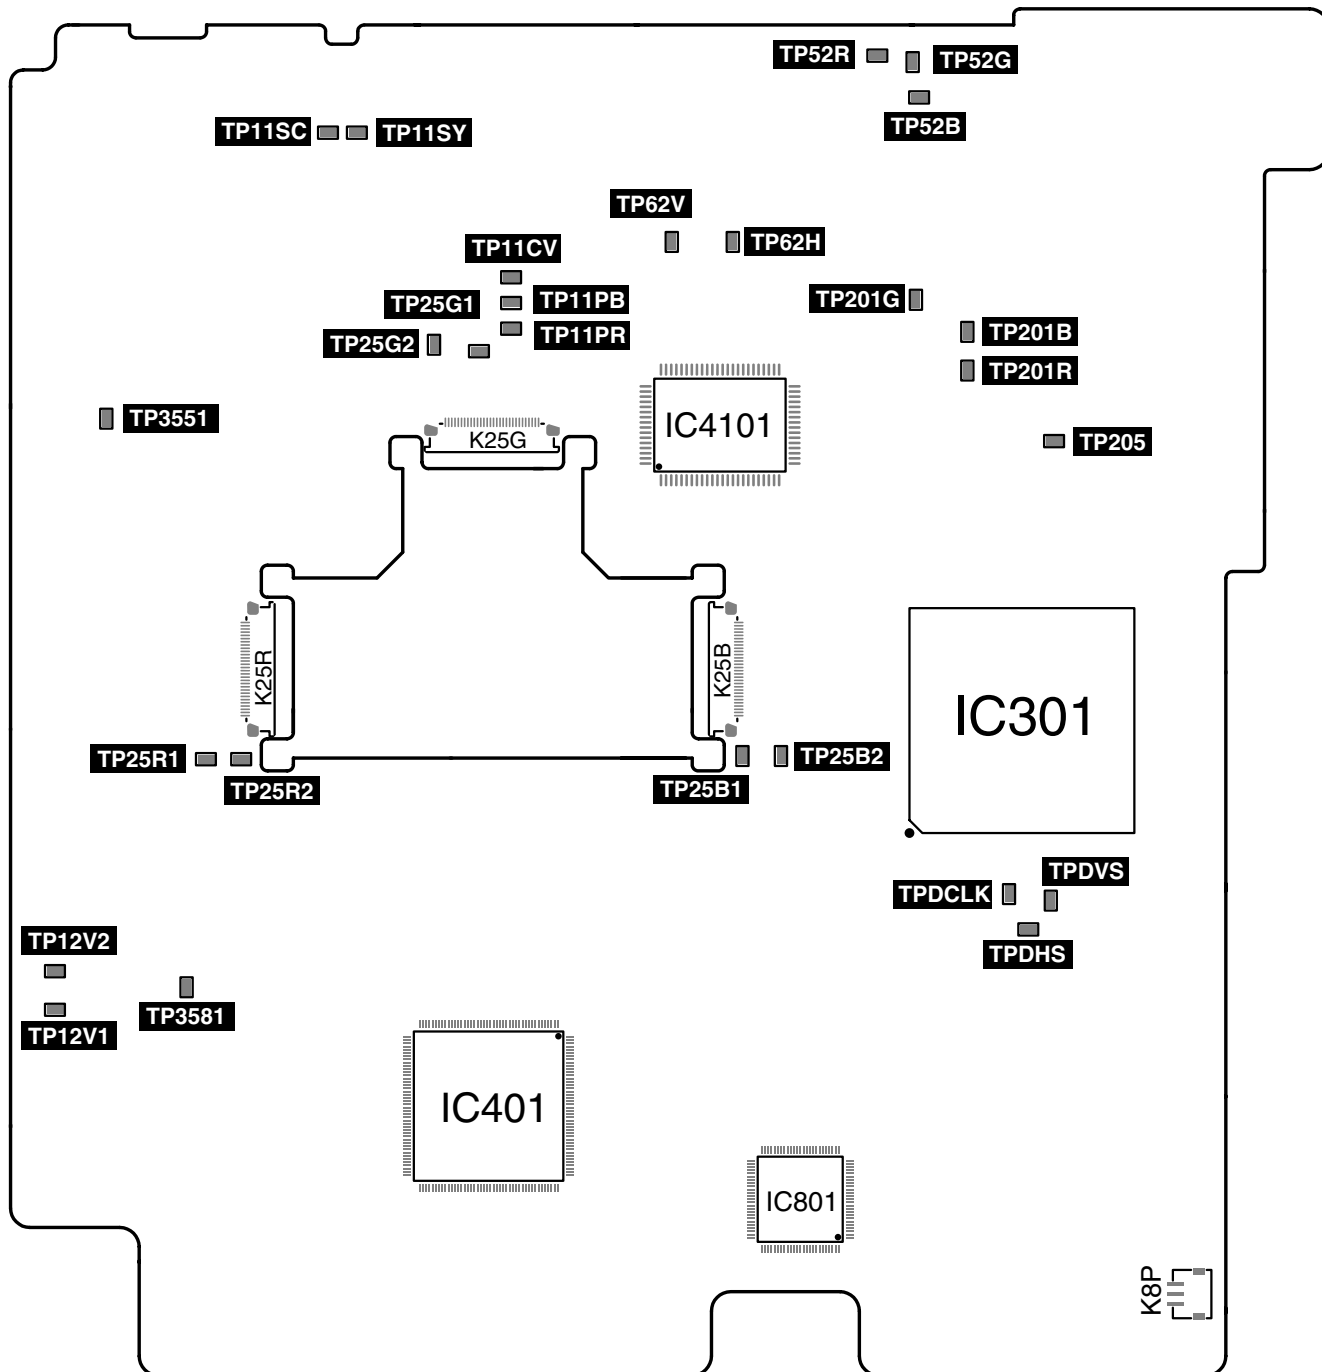 TP52R
TP52G
TP52B
TP11SC
TP11SY
TP62V
TP62H
TP11CV
TP25G1
TP11PB
TP201G
TP11PR
TP25G2
TP201B
TP201R
TP3551
IC4101
K25G
TP205
K25R
K25B
IC301
TP25R1
TP25R2
TP25B1
TP25B2
TPDVS
TPDCLK
TPDHS
TP12V2
TP12V1
TP3581
IC401
IC801
K8P